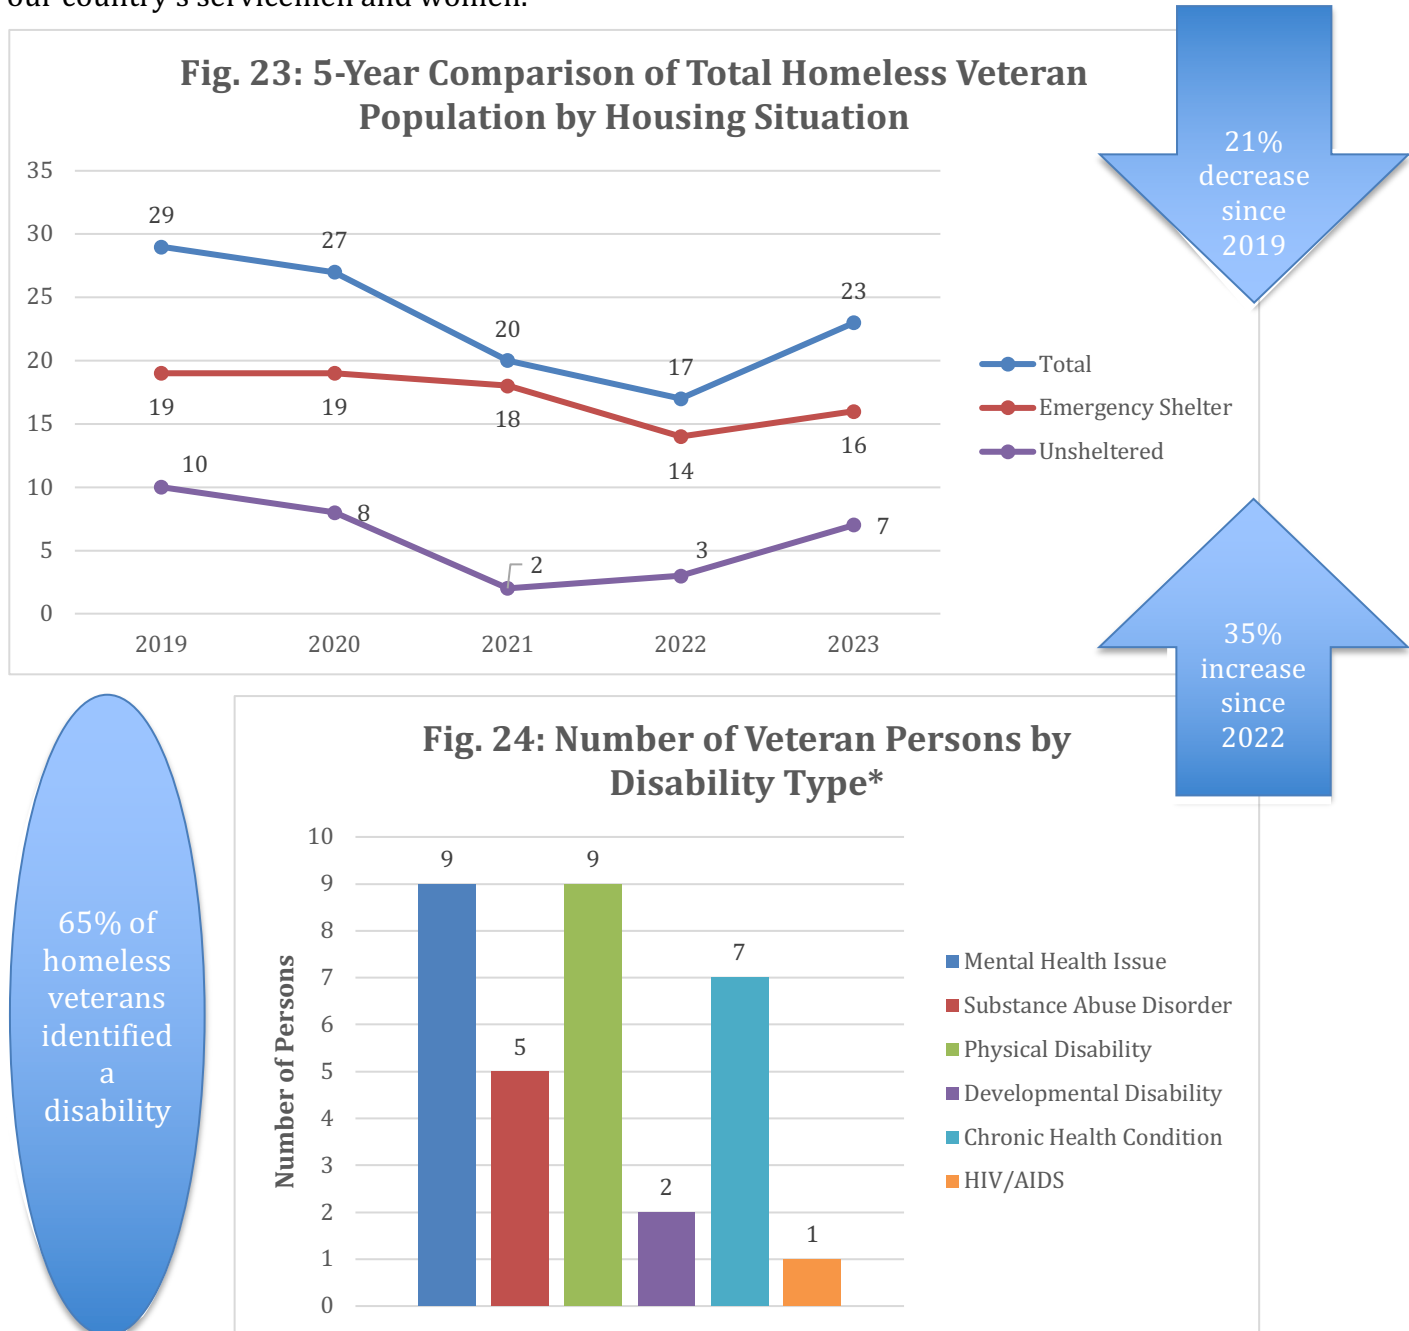 our country's servicemen and women.
Fig. 23: 5-Year Comparison of Total Homeless Veteran
Population by Housing Situation
35
30
25
20
15
10
5
0
29
27
20
17
23
19
19
18
14
16
10
8
2
3
7
2019
2020
2021
2022
2023
Total
Emergency Shelter
Unsheltered
21%
decrease
since
2019
35%
increase
since
2022
65% of
homeless
veterans
identified
a
disability
Fig. 24: Number of Veteran Persons by
Disability Type*
Number of Persons
10
9
8
7
6
5
4
3
2
1
0
9
5
9
2
7
1
Mental Health Issue
Substance Abuse Disorder
Physical Disability
Developmental Disability
Chronic Health Condition
HIV/AIDS